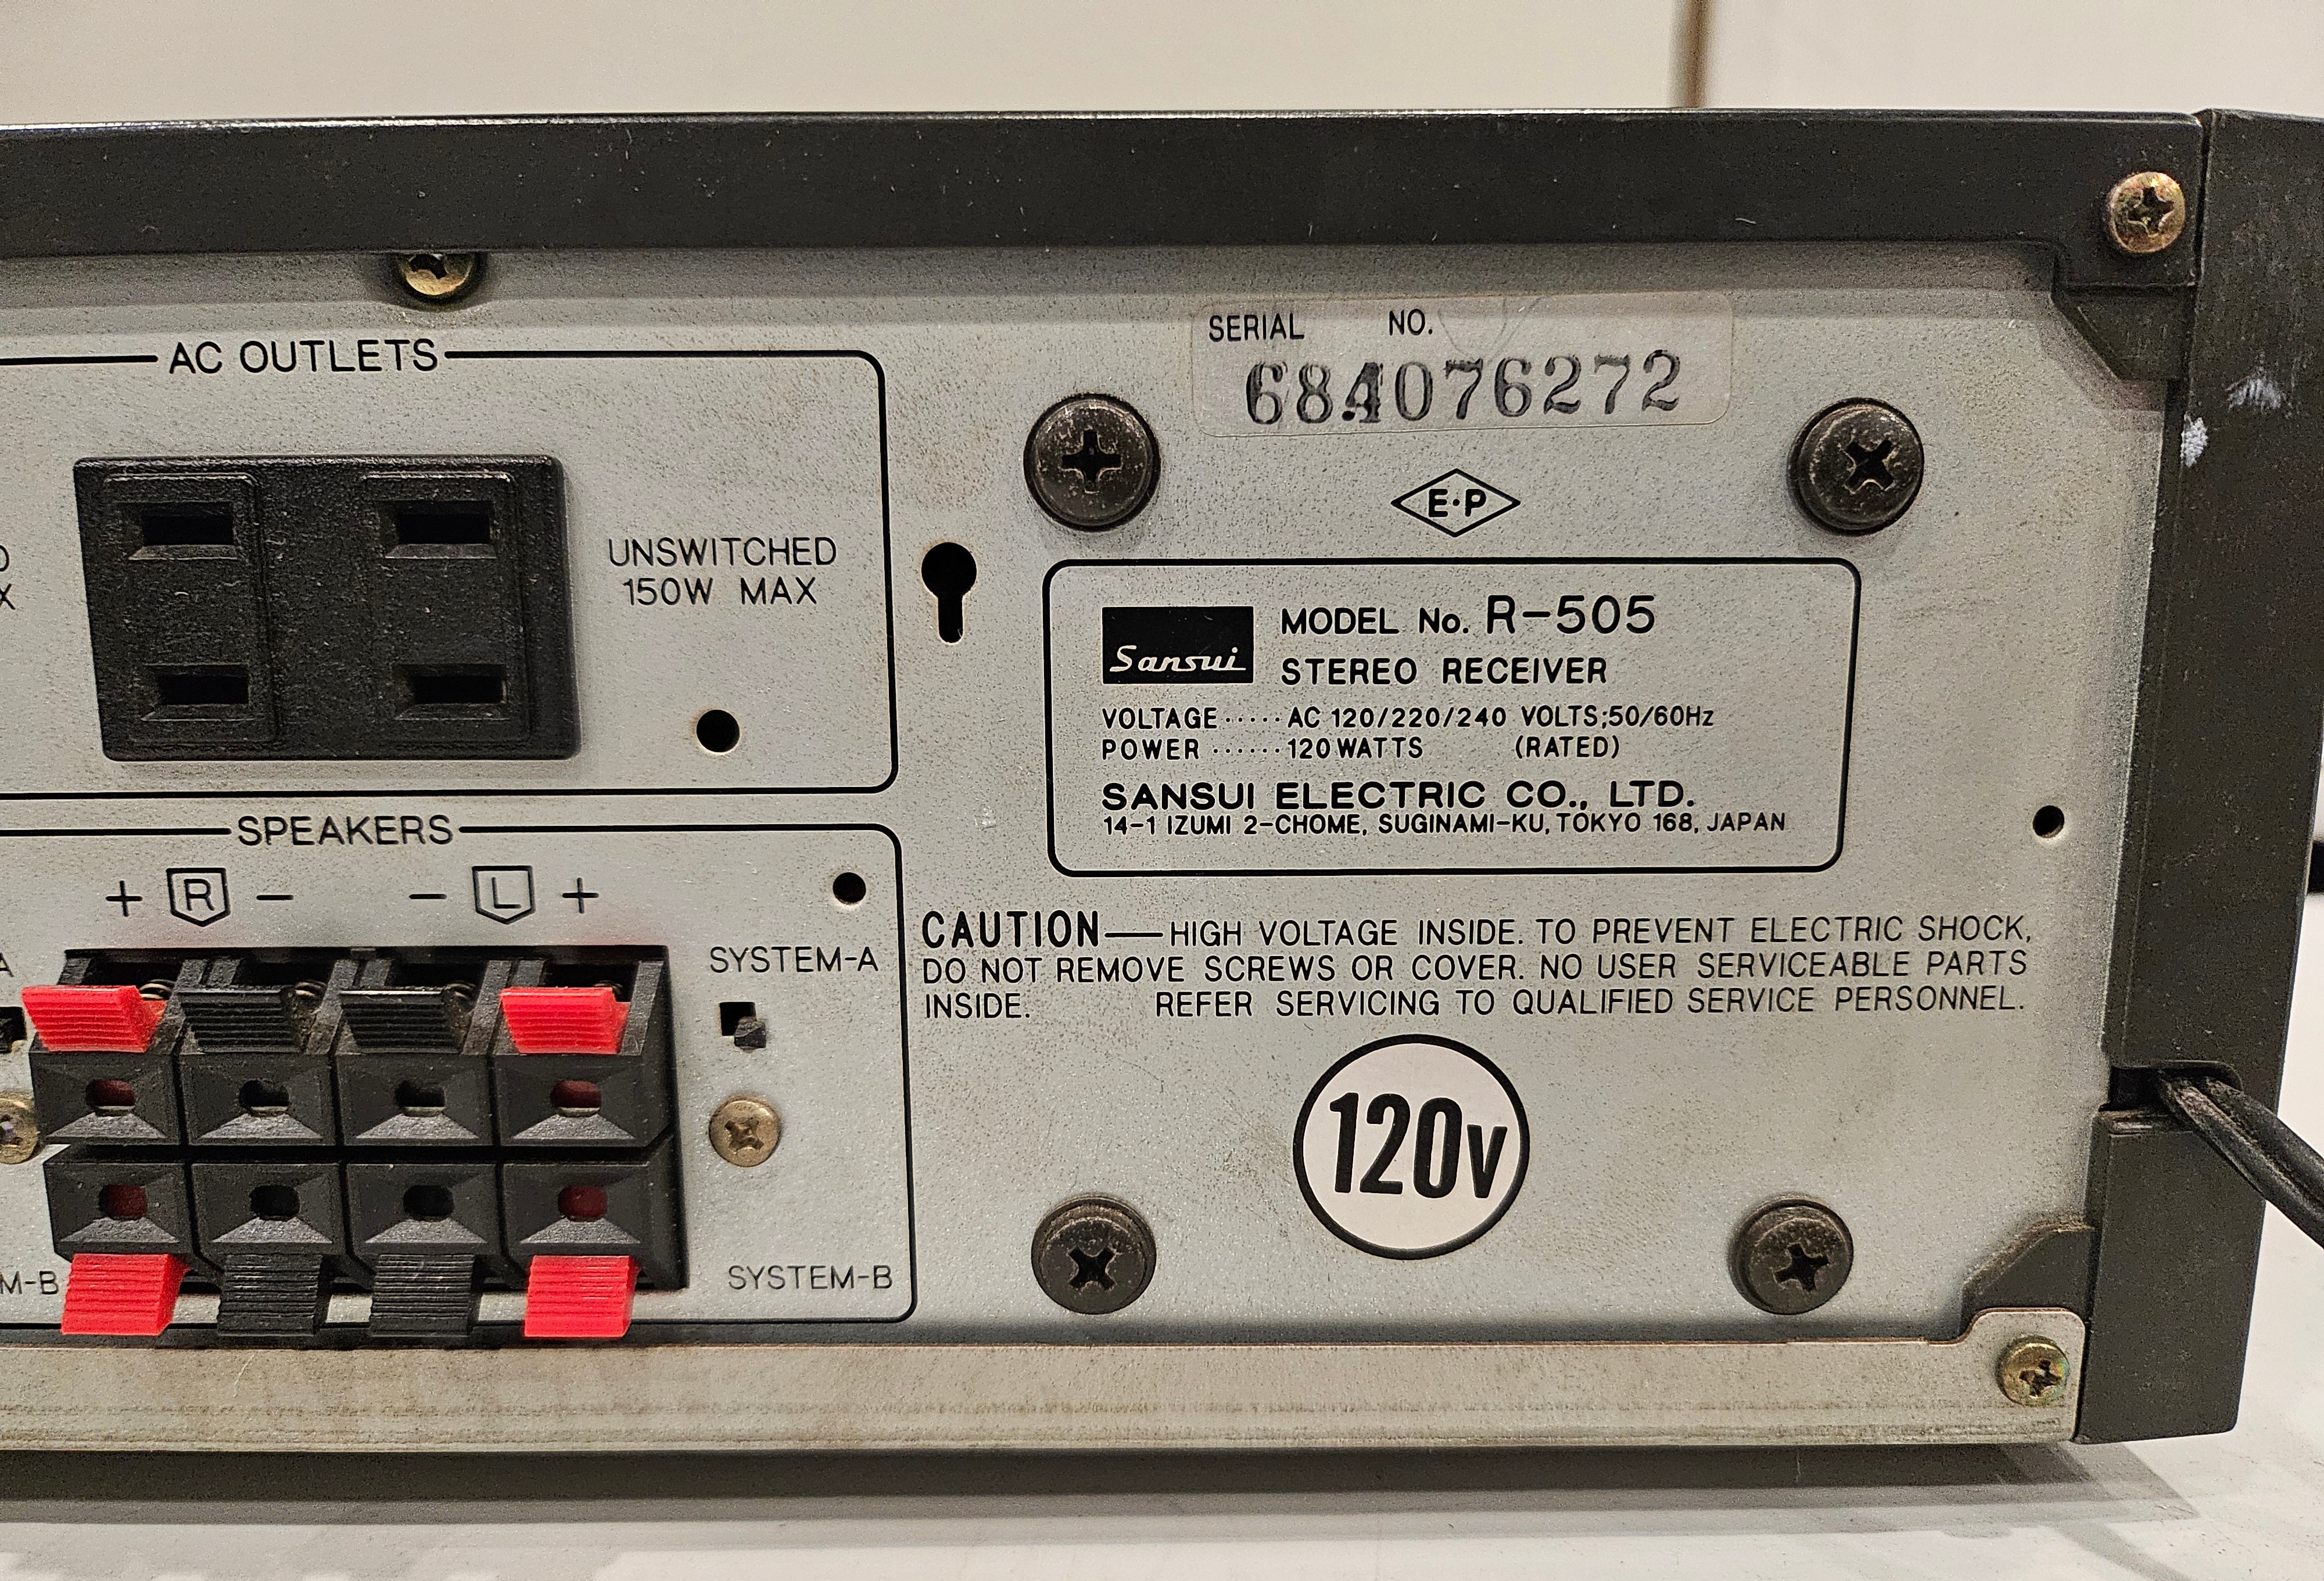 SERIAL NO.
684076272
AC OUTLETS
E·P
UNSWITCHED
150W MAX
Sansui
MODEL No. R-505
STEREO RECEIVER
VOLTAGE ····· AC 120/220/240 VOLTS;50/60Hz
POWER ······ 120 WATTS (RATED)
SANSUI ELECTRIC CO., LTD.
14-1 IZUMI 2-CHOME, SUGINAMI-KU, TOKYO 168, JAPAN
SPEAKERS
+ R − − L +
SYSTEM-A
CAUTION—HIGH VOLTAGE INSIDE. TO PREVENT ELECTRIC SHOCK,
DO NOT REMOVE SCREWS OR COVER. NO USER SERVICEABLE PARTS
INSIDE. REFER SERVICING TO QUALIFIED SERVICE PERSONNEL.
120v
M-B
SYSTEM-B